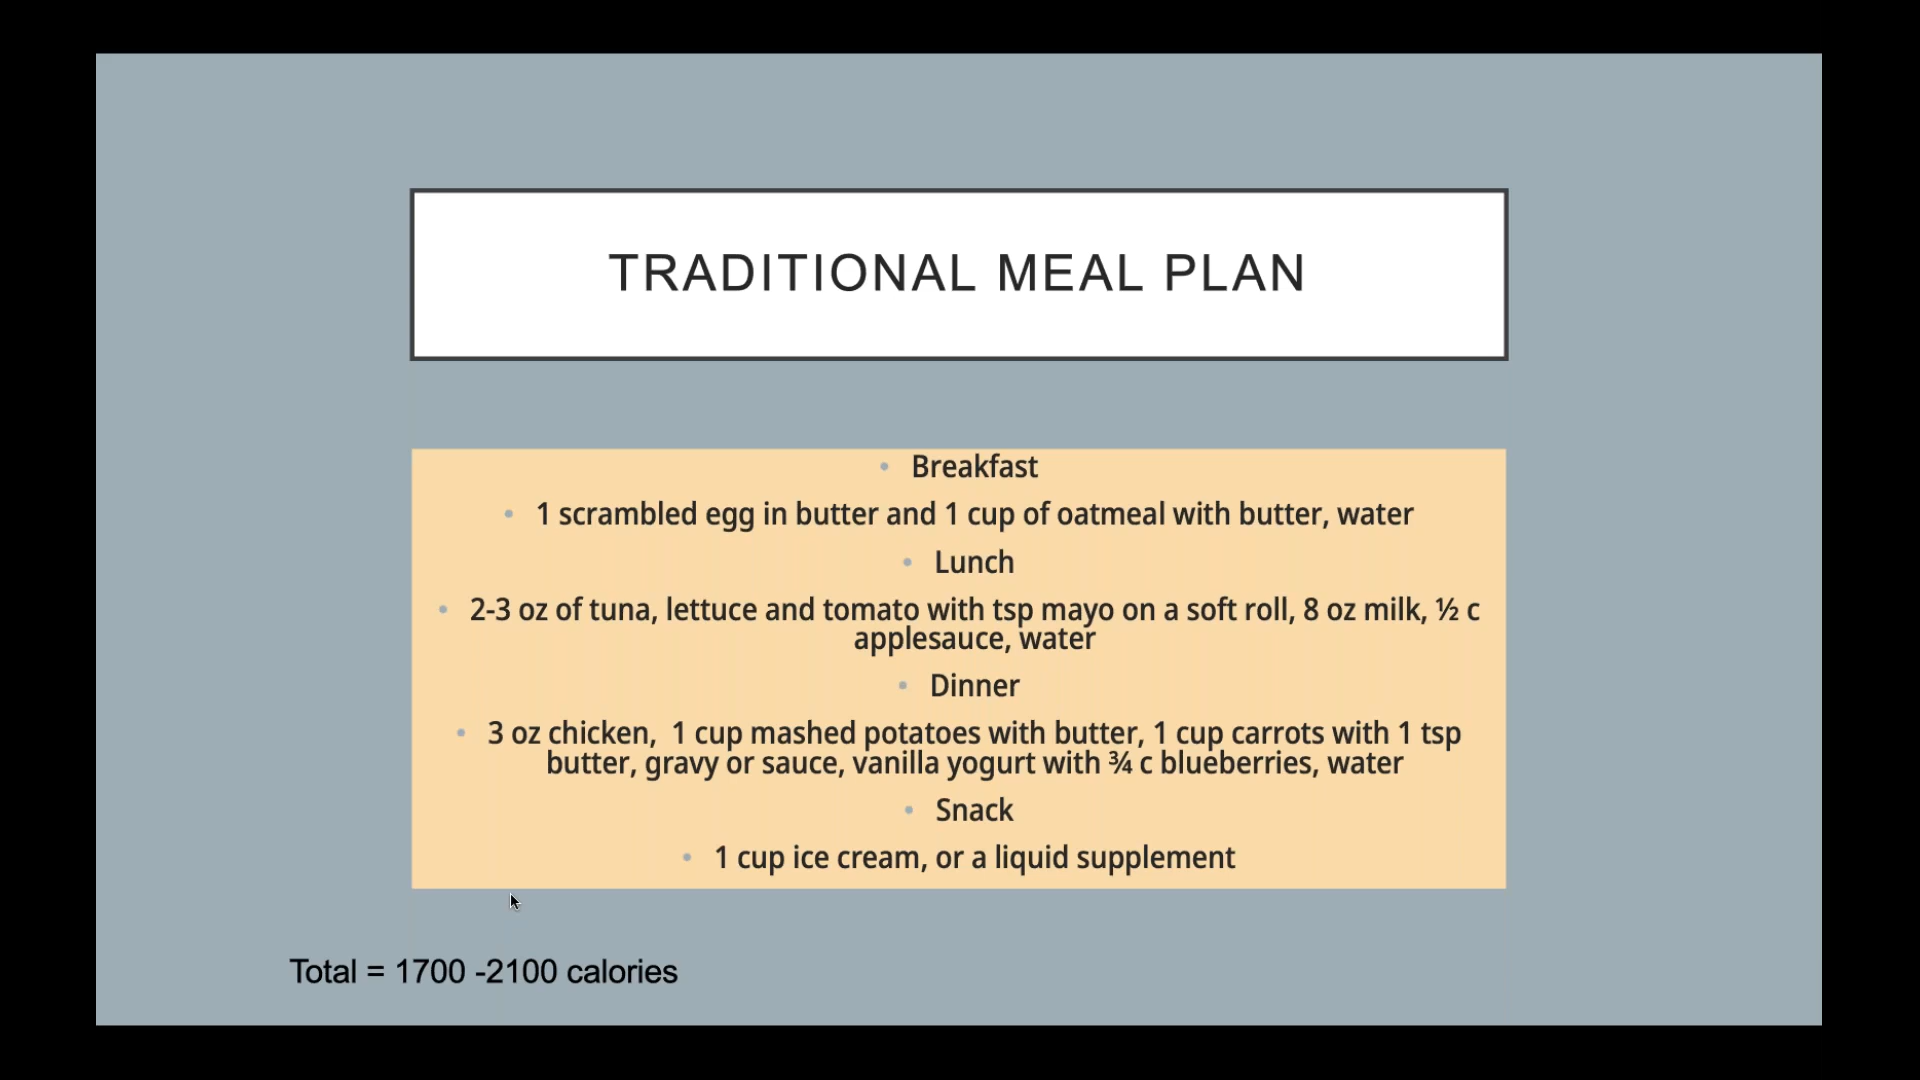 TRADITIONAL MEAL PLAN
• Breakfast
• 1 scrambled egg in butter and 1 cup of oatmeal with butter, water
• Lunch
• 2-3 oz of tuna, lettuce and tomato with tsp mayo on a soft roll, 8 oz milk, ½ c
applesauce, water
• Dinner
• 3 oz chicken,  1 cup mashed potatoes with butter, 1 cup carrots with 1 tsp
butter, gravy or sauce, vanilla yogurt with ¾ c blueberries, water
• Snack
• 1 cup ice cream, or a liquid supplement
Total = 1700 -2100 calories